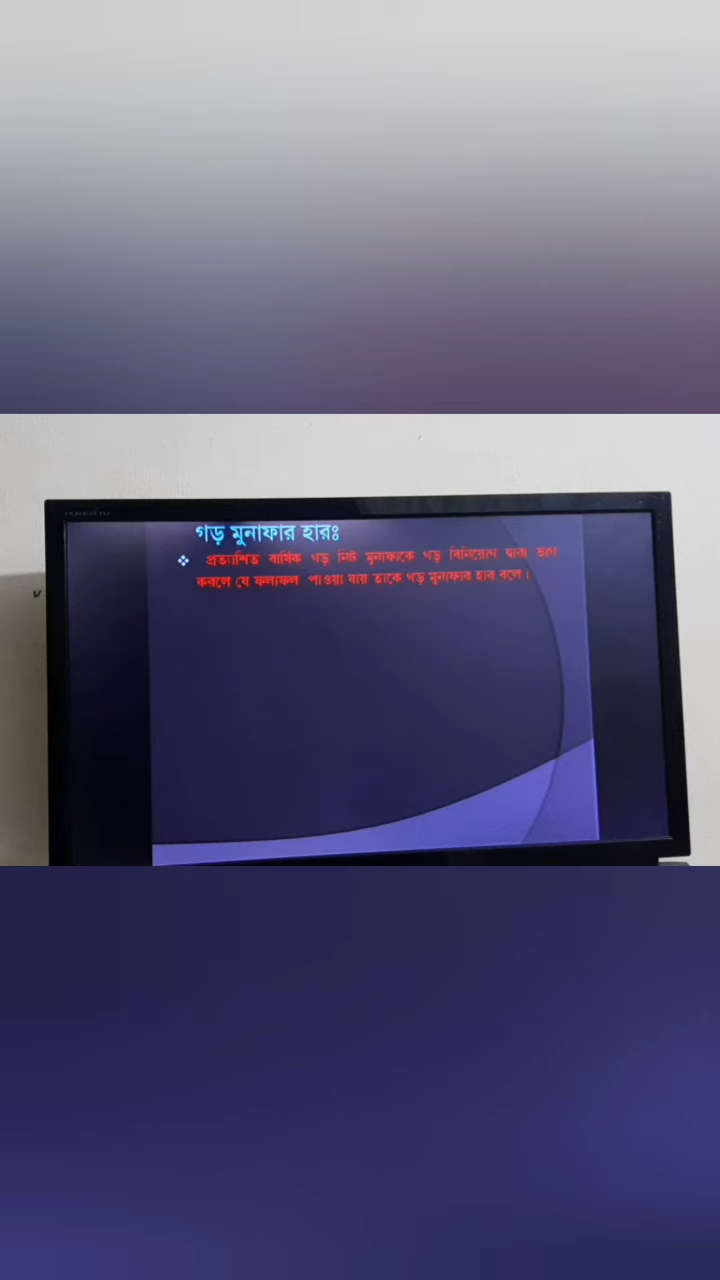 গড় মুনাফার হারঃ
❖ প্রত্যাশিত বার্ষিক গড় নিট মুনাফাকে গড় বিনিয়োগ দ্বারা ভাগ
করলে যে ফলাফল পাওয়া যায় তাকে গড় মুনাফার হার বলে।